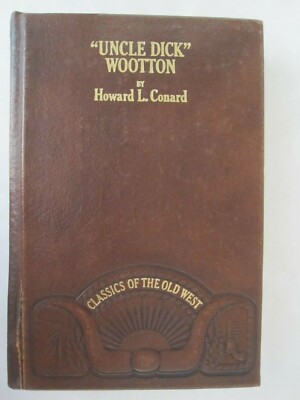 “UNCLE DICK”
WOOTTON
BY
Howard L. Conard
CLASSICS OF THE OLD WEST